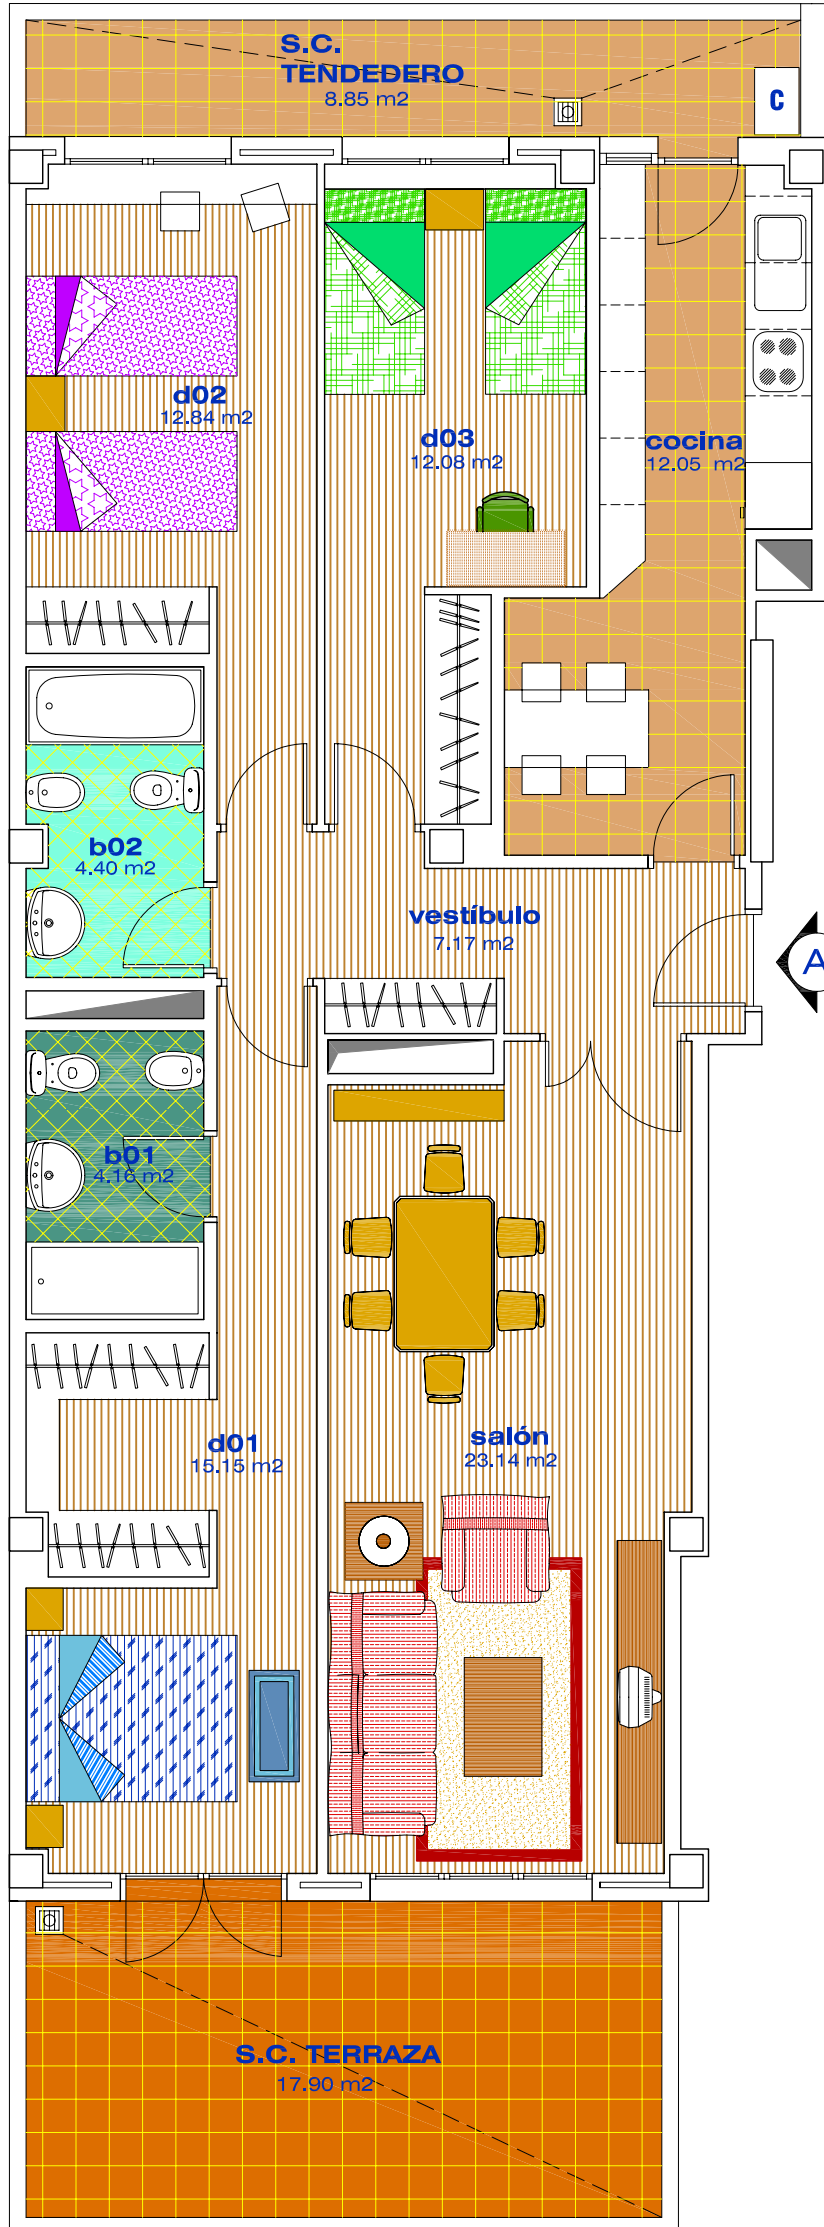 S.C.
TENDEDERO
8.85 m2
C
d02
12.84 m2
d03
12.08 m2
cocina
12.05 m2
b02
4.40 m2
vestíbulo
7.17 m2
A
b01
4.16 m2
d01
15.15 m2
salón
23.14 m2
S.C. TERRAZA
17.90 m2